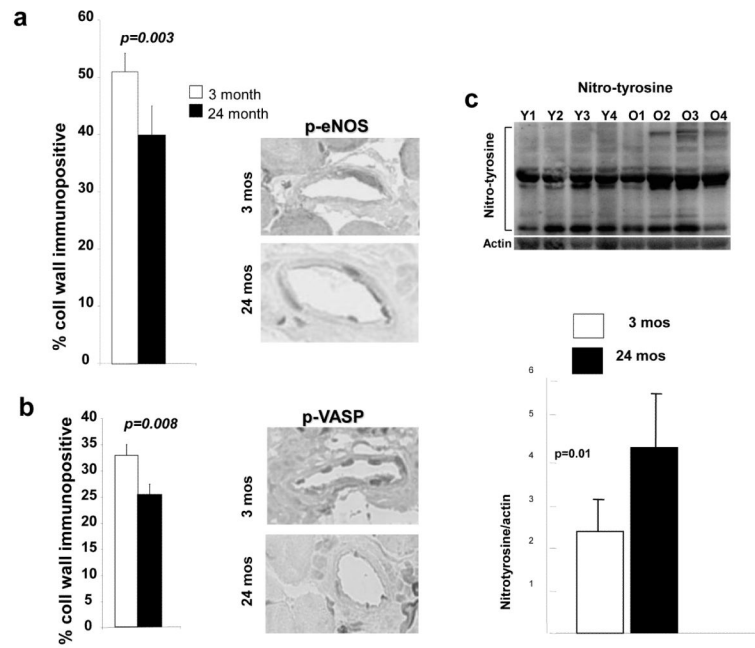 a
% coll wall immunopositive
60
50
40
30
20
10
0
p=0.003
3 month
24 month
p-eNOS
3 mos
24 mos
b
% coll wall immunopositive
40
35
30
25
20
15
10
5
0
p=0.008
p-VASP
3 mos
24 mos
c
Nitro-tyrosine
Y1 Y2 Y3 Y4 O1 O2 O3 O4
Nitro-tyrosine
Actin
3 mos
24 mos
Nitrotyrosine/actin
6
5
4
3
2
1
p=0.01